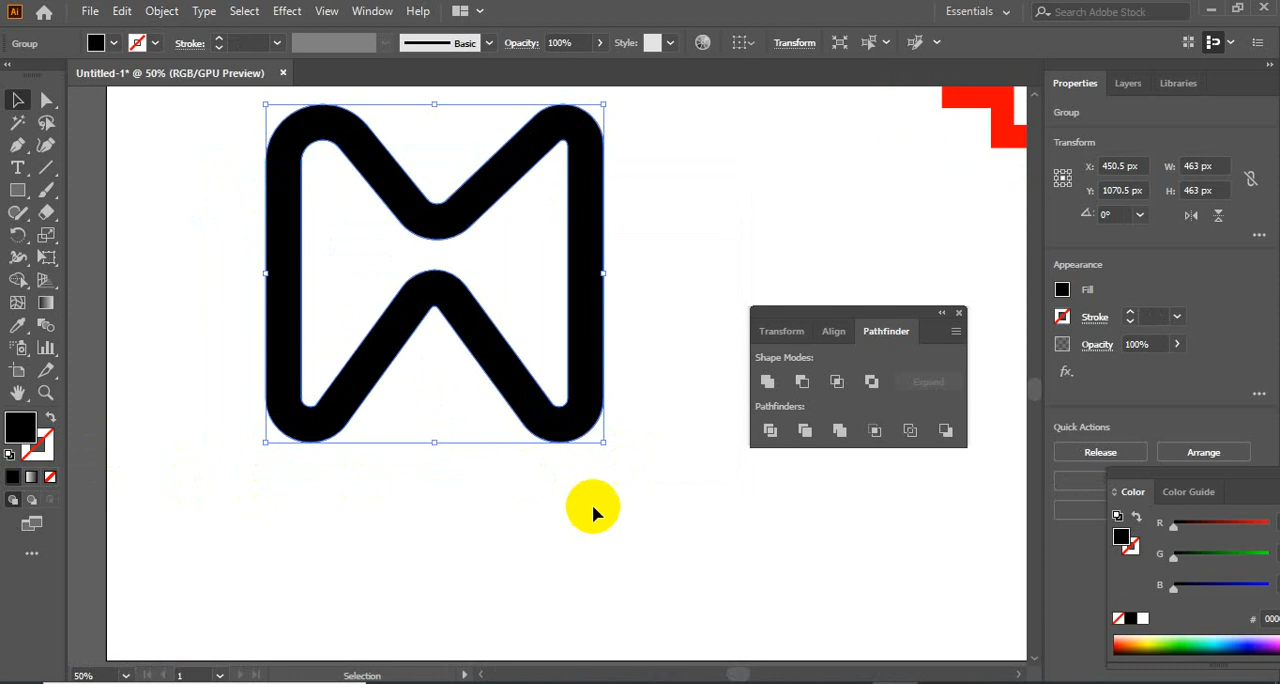 Ai File Edit Object Type Select Effect View Window Help Essentials Search Adobe Stock
Group Stroke: Basic Opacity: 100% Style: Transform
Untitled-1* @ 50% (RGB/GPU Preview)
Properties Layers Libraries
Group
Transform
X: 450.5 px W: 463 px
Y: 1070.5 px H: 463 px
0°
Appearance
Fill
Stroke
Opacity 100%
fx.
Quick Actions
Release Arrange
Transform Align Pathfinder
Shape Modes:
Expand
Pathfinders:
Color Color Guide
R
G
B
# 000
50% 1 Selection